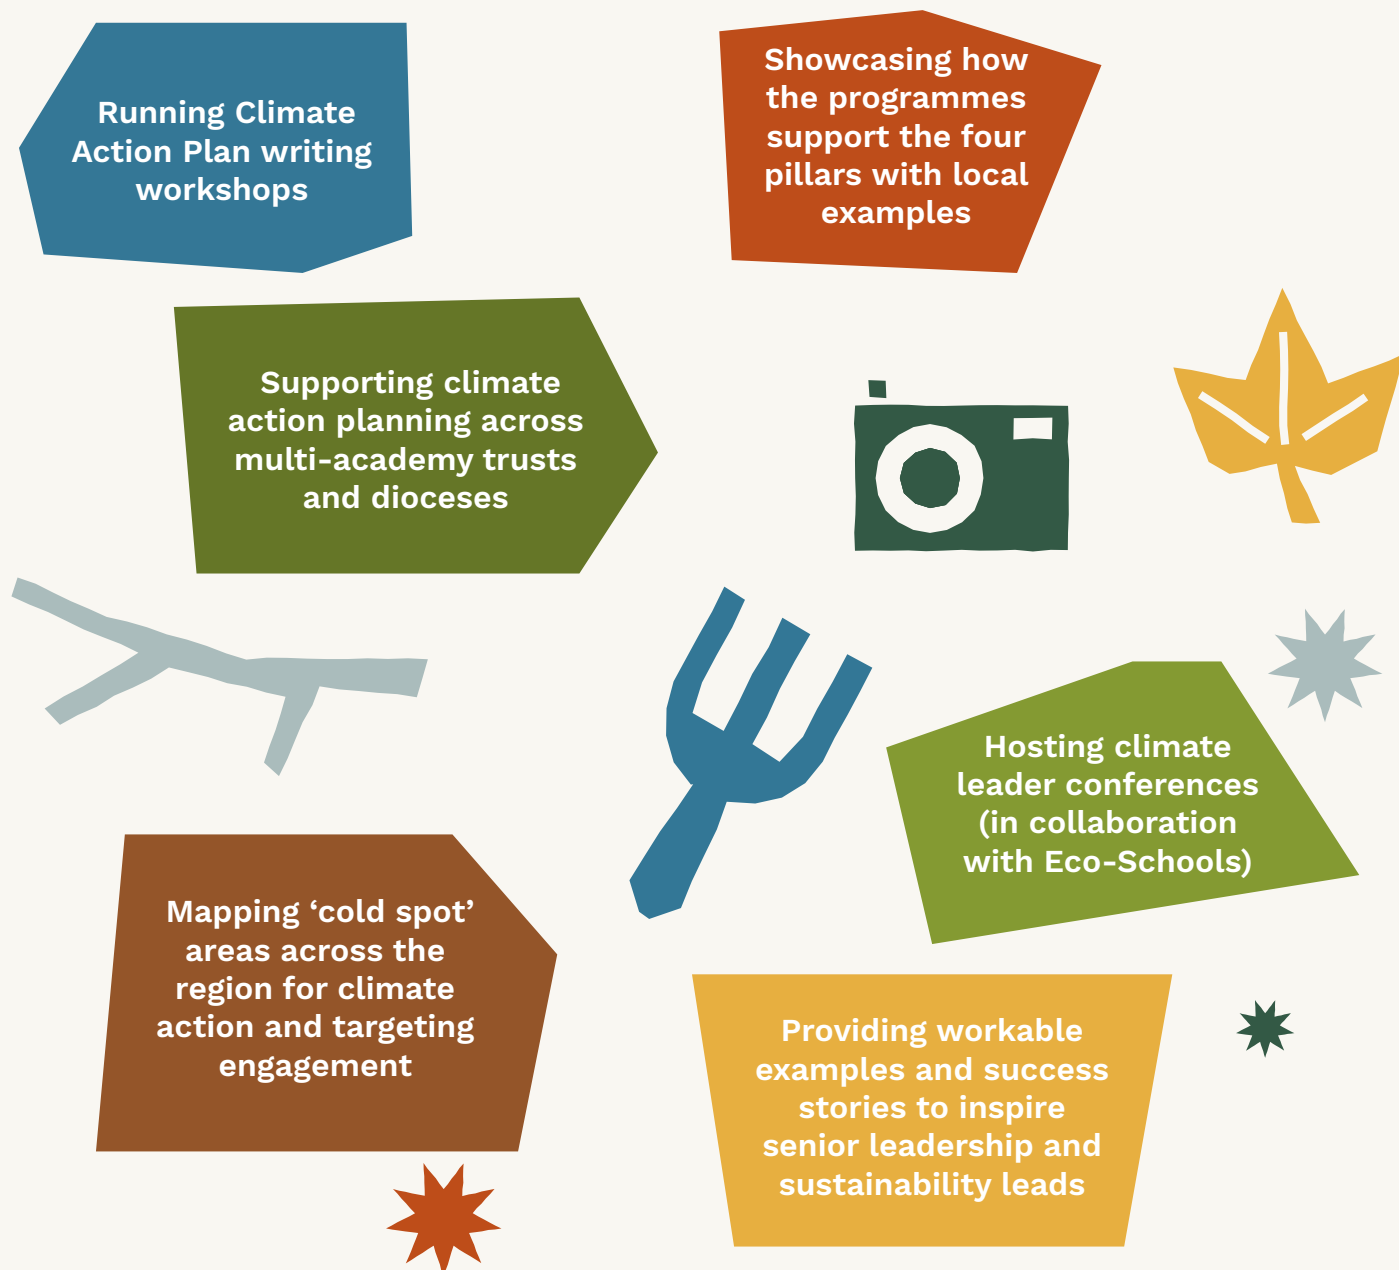 Running Climate
Action Plan writing
workshops
Showcasing how
the programmes
support the four
pillars with local
examples
Supporting climate
action planning across
multi-academy trusts
and dioceses
Hosting climate
leader conferences
(in collaboration
with Eco-Schools)
Mapping ‘cold spot’
areas across the
region for climate
action and targeting
engagement
Providing workable
examples and success
stories to inspire
senior leadership and
sustainability leads